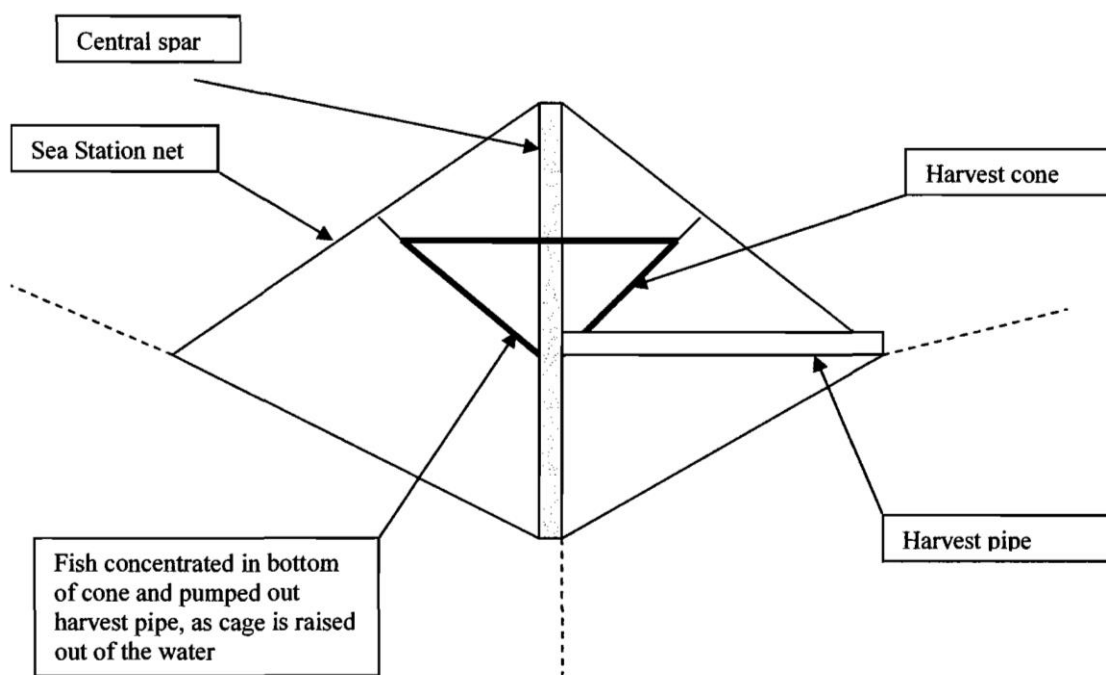 Central spar
Sea Station net
Harvest cone
Harvest pipe
Fish concentrated in bottom
of cone and pumped out
harvest pipe, as cage is raised
out of the water